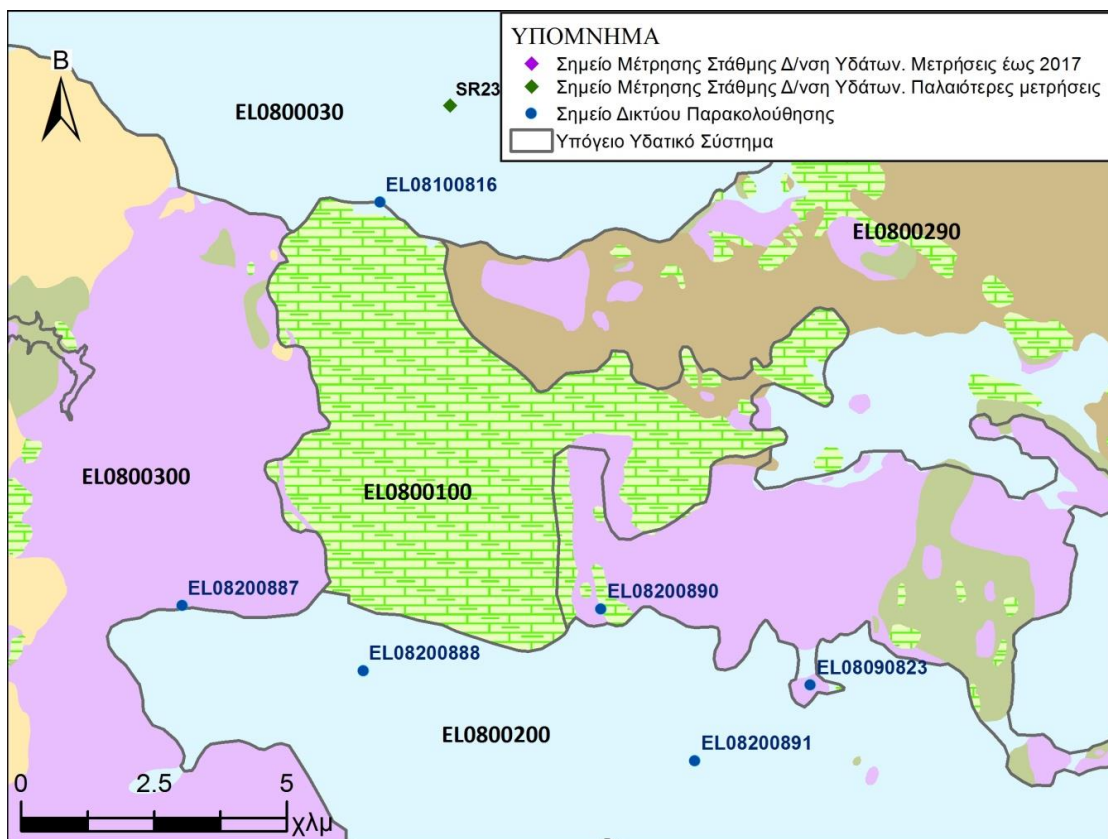 ΥΠΟΜΝΗΜΑ
Σημείο Μέτρησης Στάθμης Δ/νση Υδάτων. Μετρήσεις έως 2017
Σημείο Μέτρησης Στάθμης Δ/νση Υδάτων. Παλαιότερες μετρήσεις
Σημείο Δικτύου Παρακολούθησης
Υπόγειο Υδατικό Σύστημα
Β
SR23
EL0800030
EL08100816
EL0800290
EL0800300
EL0800100
EL08200887
EL08200890
EL08200888
EL08090823
EL0800200
EL08200891
0 2.5 5
χλμ